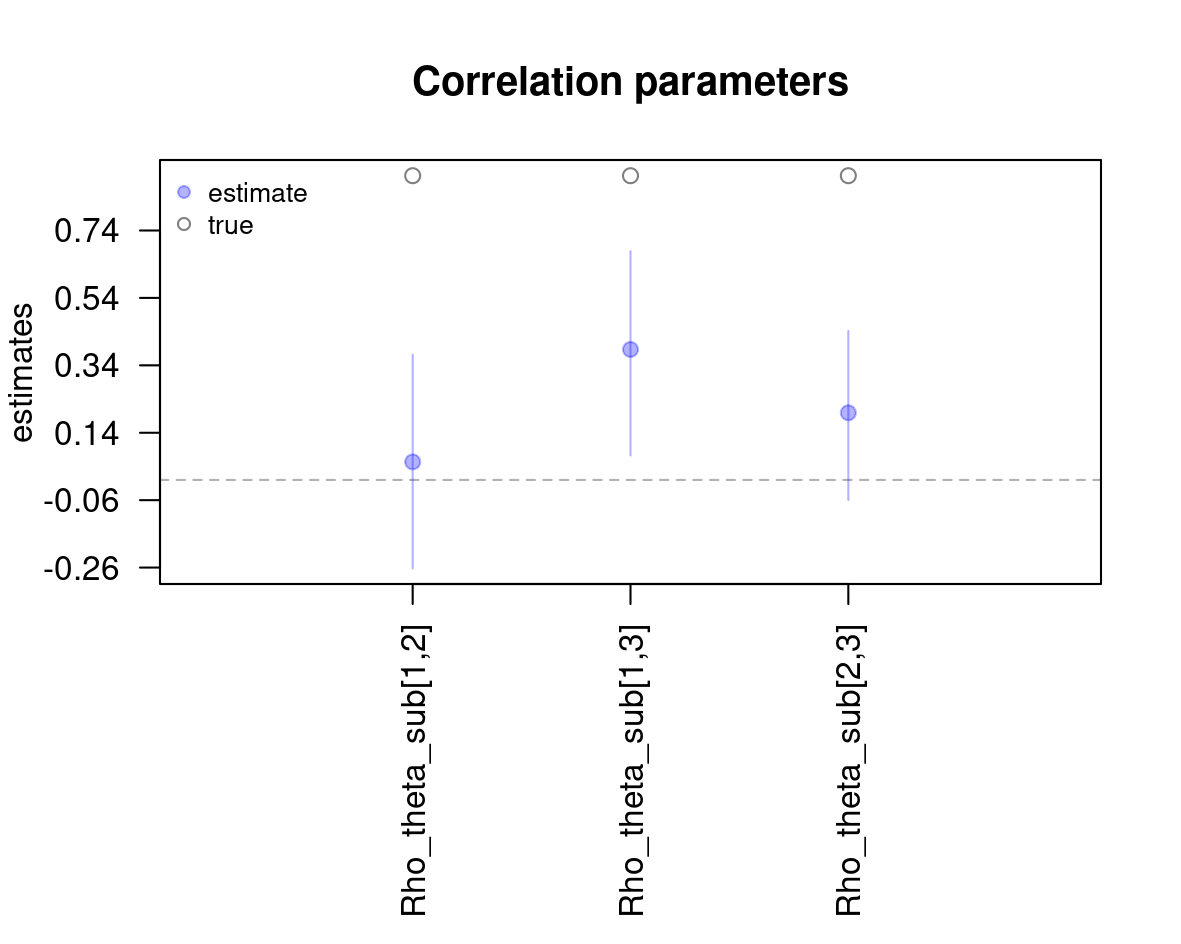 Correlation parameters
estimate
true
estimates
0.74
0.54
0.34
0.14
-0.06
-0.26
Rho_theta_sub[1,2]
Rho_theta_sub[1,3]
Rho_theta_sub[2,3]